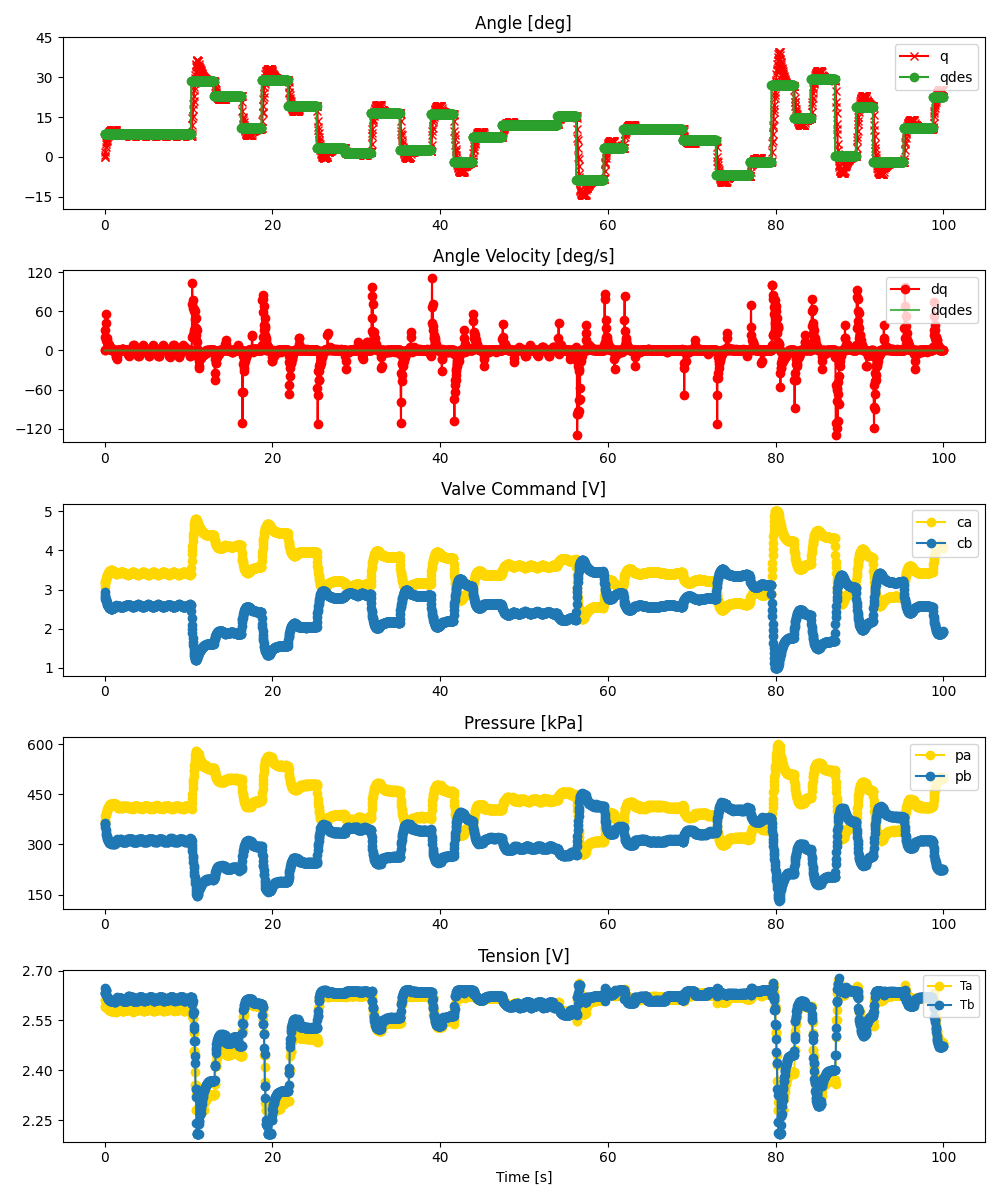 Angle [deg]
45
30
15
0
−15
q
qdes
0 20 40 60 80 100
Angle Velocity [deg/s]
120
60
0
−60
−120
dq
dqdes
0 20 40 60 80 100
Valve Command [V]
5
4
3
2
1
ca
cb
0 20 40 60 80 100
Pressure [kPa]
600
450
300
150
pa
pb
0 20 40 60 80 100
Tension [V]
2.70
2.55
2.40
2.25
Ta
Tb
0 20 40 60 80 100
Time [s]